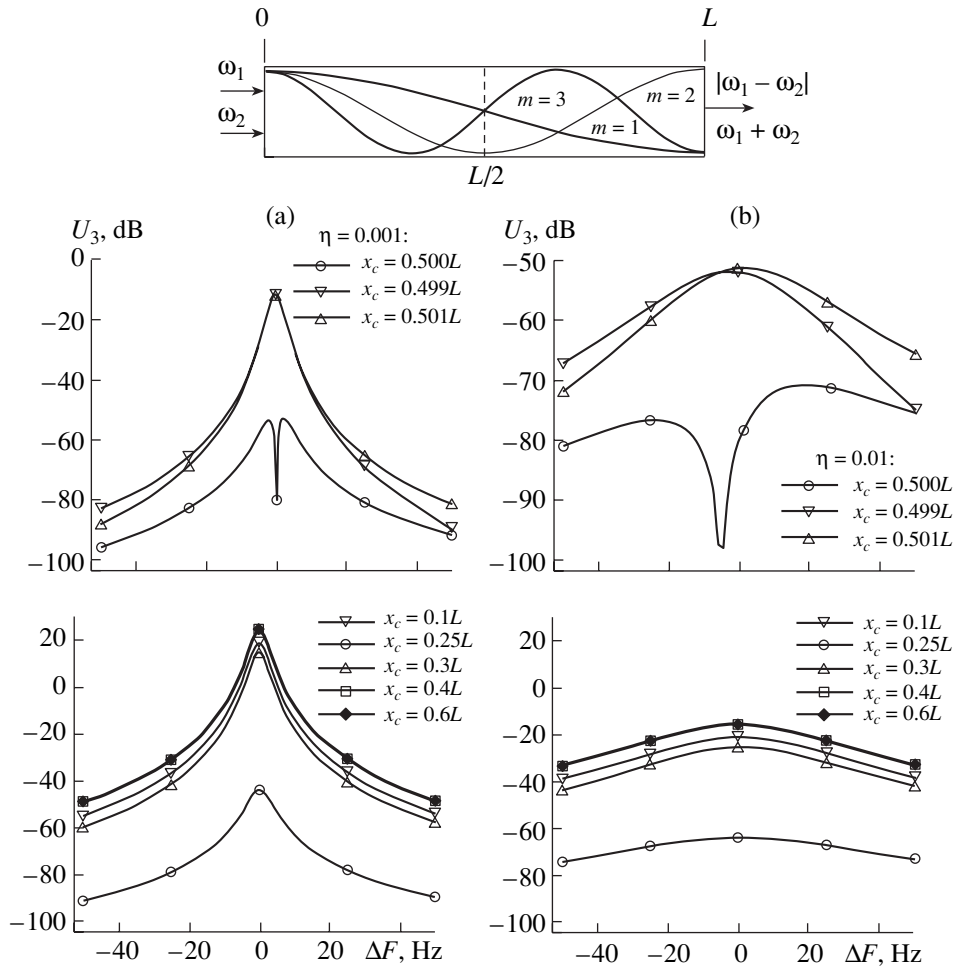 0 L
ω1 |ω1 − ω2|
ω2 ω1 + ω2
m = 3 m = 2
m = 1
L/2
(a) (b)
U3, dB
0
−20
−40
−60
−80
−100
η = 0.001:
xc = 0.500L
xc = 0.499L
xc = 0.501L
U3, dB
−50
−60
−70
−80
−90
−100
η = 0.01:
xc = 0.500L
xc = 0.499L
xc = 0.501L
20
0
−20
−40
−60
−80
−100
xc = 0.1L
xc = 0.25L
xc = 0.3L
xc = 0.4L
xc = 0.6L
−40 −20 0 20 ΔF, Hz
20
0
−20
−40
−60
−80
−100
xc = 0.1L
xc = 0.25L
xc = 0.3L
xc = 0.4L
xc = 0.6L
−40 −20 0 20 ΔF, Hz